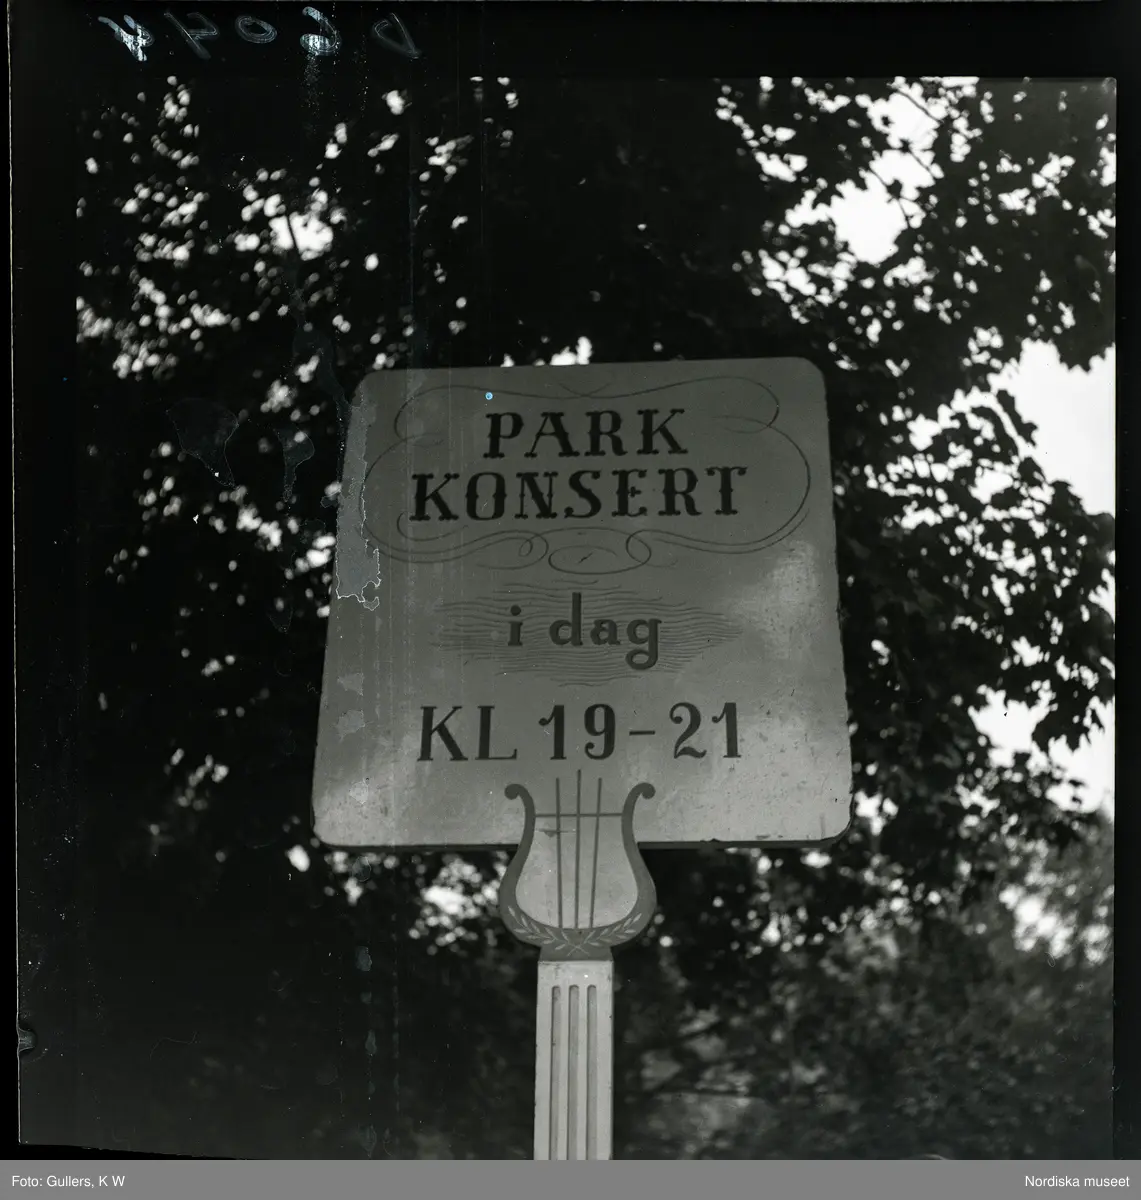 PARK
KONSERT
i dag
KL 19-21
Foto: Gullers, K W
Nordiska museet